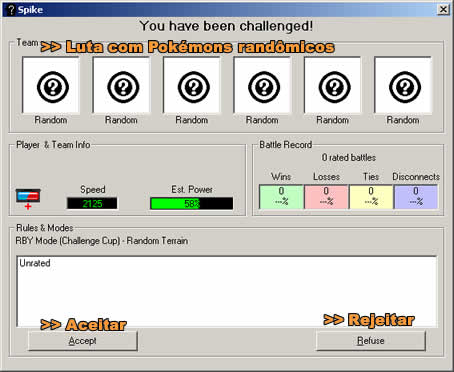 Spike
You have been challenged!
Team
>> Luta com Pokémons randômicos
Random Random Random Random Random Random
Player & Team Info
Speed Est. Power
2125 58%
Battle Record
0 rated battles
Wins Losses Ties Disconnects
0 0 0 0
---% ---% ---% ---%
Rules & Modes
RBY Mode (Challenge Cup) - Random Terrain
Unrated
>> Aceitar >> Rejeitar
Accept Refuse